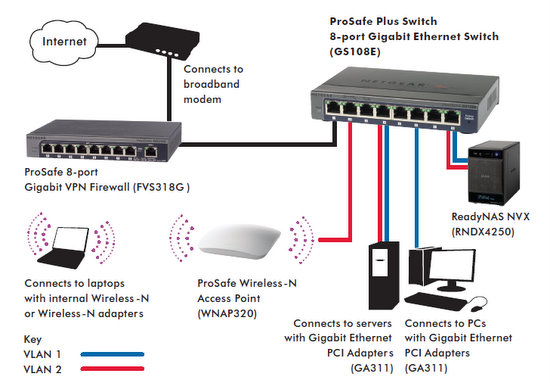 Internet
Connects to
broadband
modem
ProSafe Plus Switch
8-port Gigabit Ethernet Switch
(GS108E)
NETGEAR
ProSafe 8-port
Gigabit VPN Firewall (FVS318G)
ReadyNAS NVX
(RNDX4250)
Connects to laptops
with internal Wireless-N
or Wireless-N adapters
ProSafe Wireless-N
Access Point
(WNAP320)
Connects to servers
with Gigabit Ethernet
PCI Adapters
(GA311)
Connects to PCs
with Gigabit Ethernet
PCI Adapters
(GA311)
Key
VLAN 1
VLAN 2